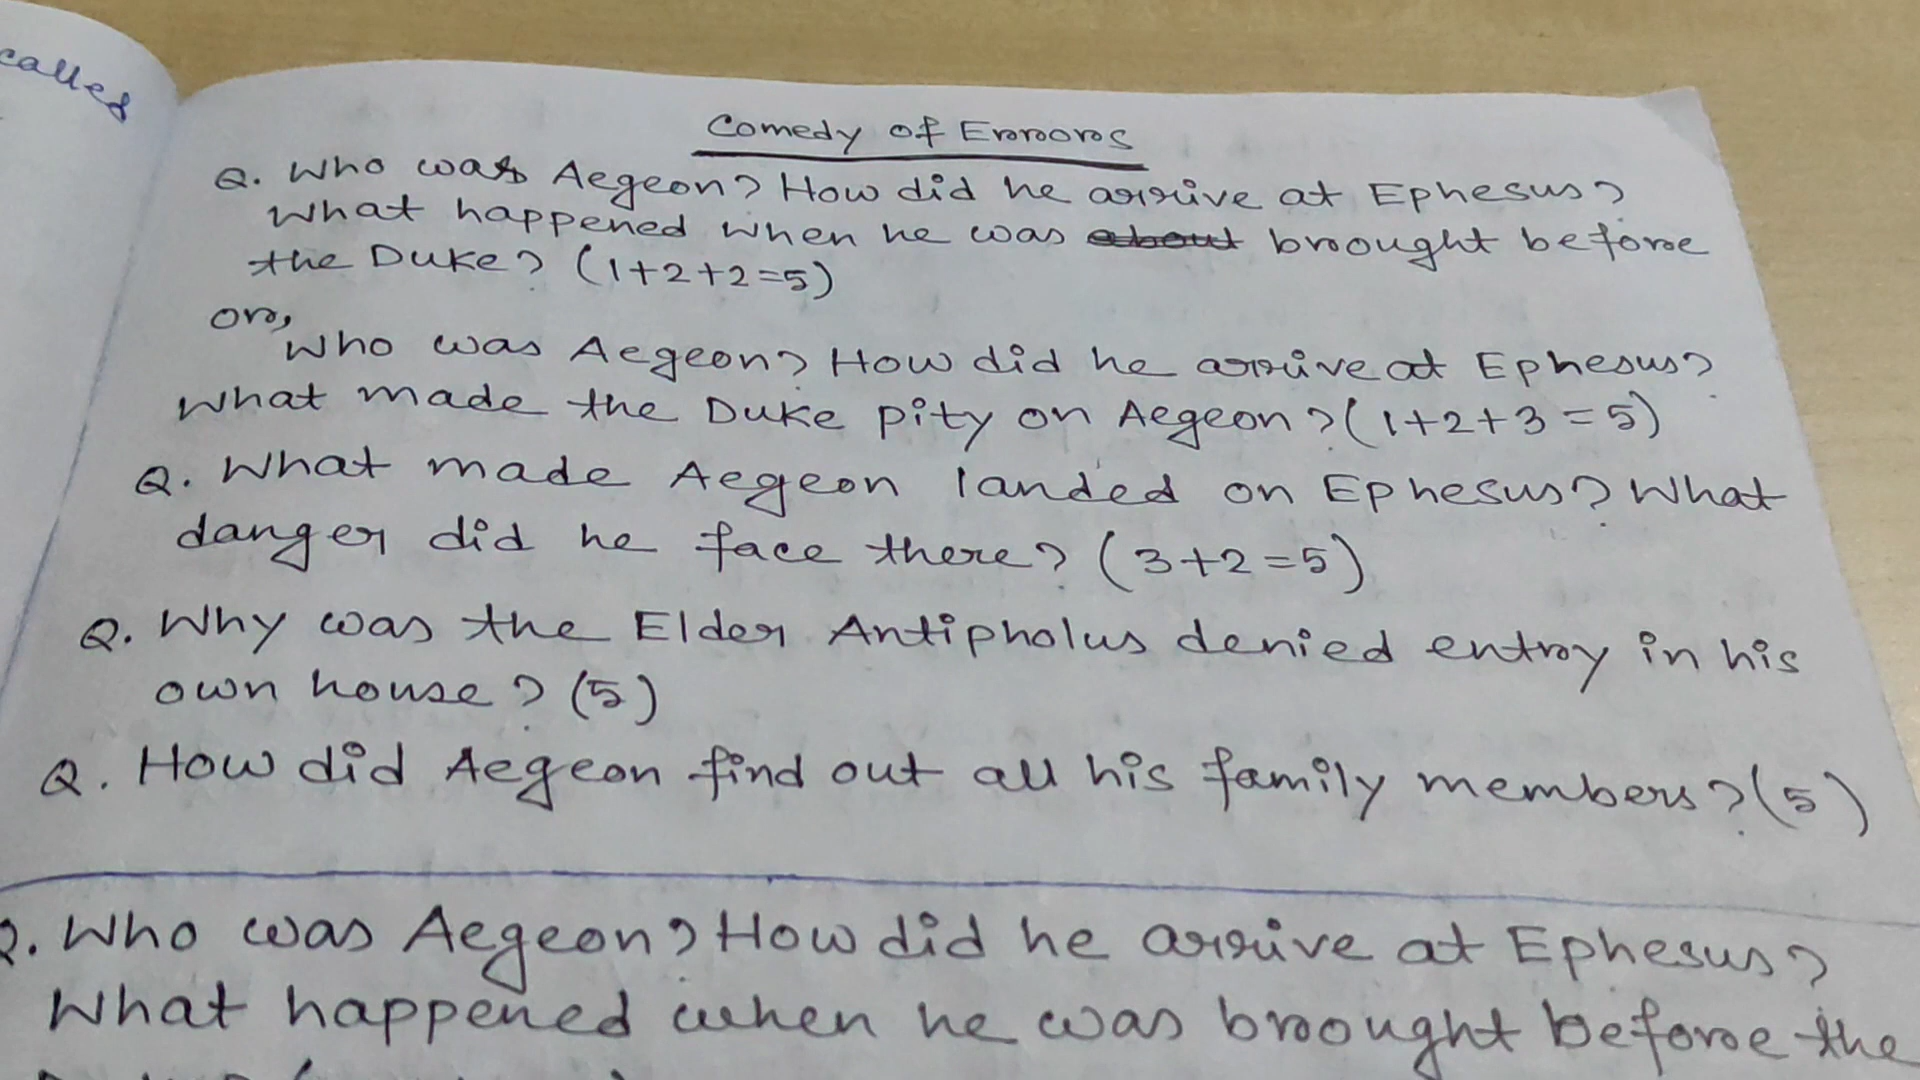 called
Comedy of Errors
Q. Who was Aegeon? How did he arrive at Ephesus?
What happened when he was about brought before
the Duke? (1+2+2=5)
or,
Who was Aegeon? How did he arrive at Ephesus?
What made the Duke pity on Aegeon? (1+2+3=5)
Q. What made Aegeon landed on Ephesus? What
danger did he face there? (3+2=5)
Q. Why was the Elder Antipholus denied entry in his
own house? (5)
Q. How did Aegeon find out all his family members? (5)
Q. Who was Aegeon? How did he arrive at Ephesus?
What happened when he was brought before the